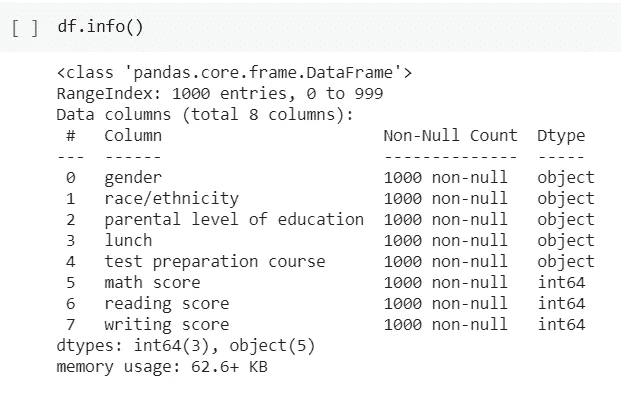 [ ] df.info()
<class 'pandas.core.frame.DataFrame'>
RangeIndex: 1000 entries, 0 to 999
Data columns (total 8 columns):
 #   Column                       Non-Null Count  Dtype
---  ------                       --------------  -----
 0   gender                       1000 non-null   object
 1   race/ethnicity               1000 non-null   object
 2   parental level of education  1000 non-null   object
 3   lunch                        1000 non-null   object
 4   test preparation course      1000 non-null   object
 5   math score                   1000 non-null   int64
 6   reading score                1000 non-null   int64
 7   writing score                1000 non-null   int64
dtypes: int64(3), object(5)
memory usage: 62.6+ KB